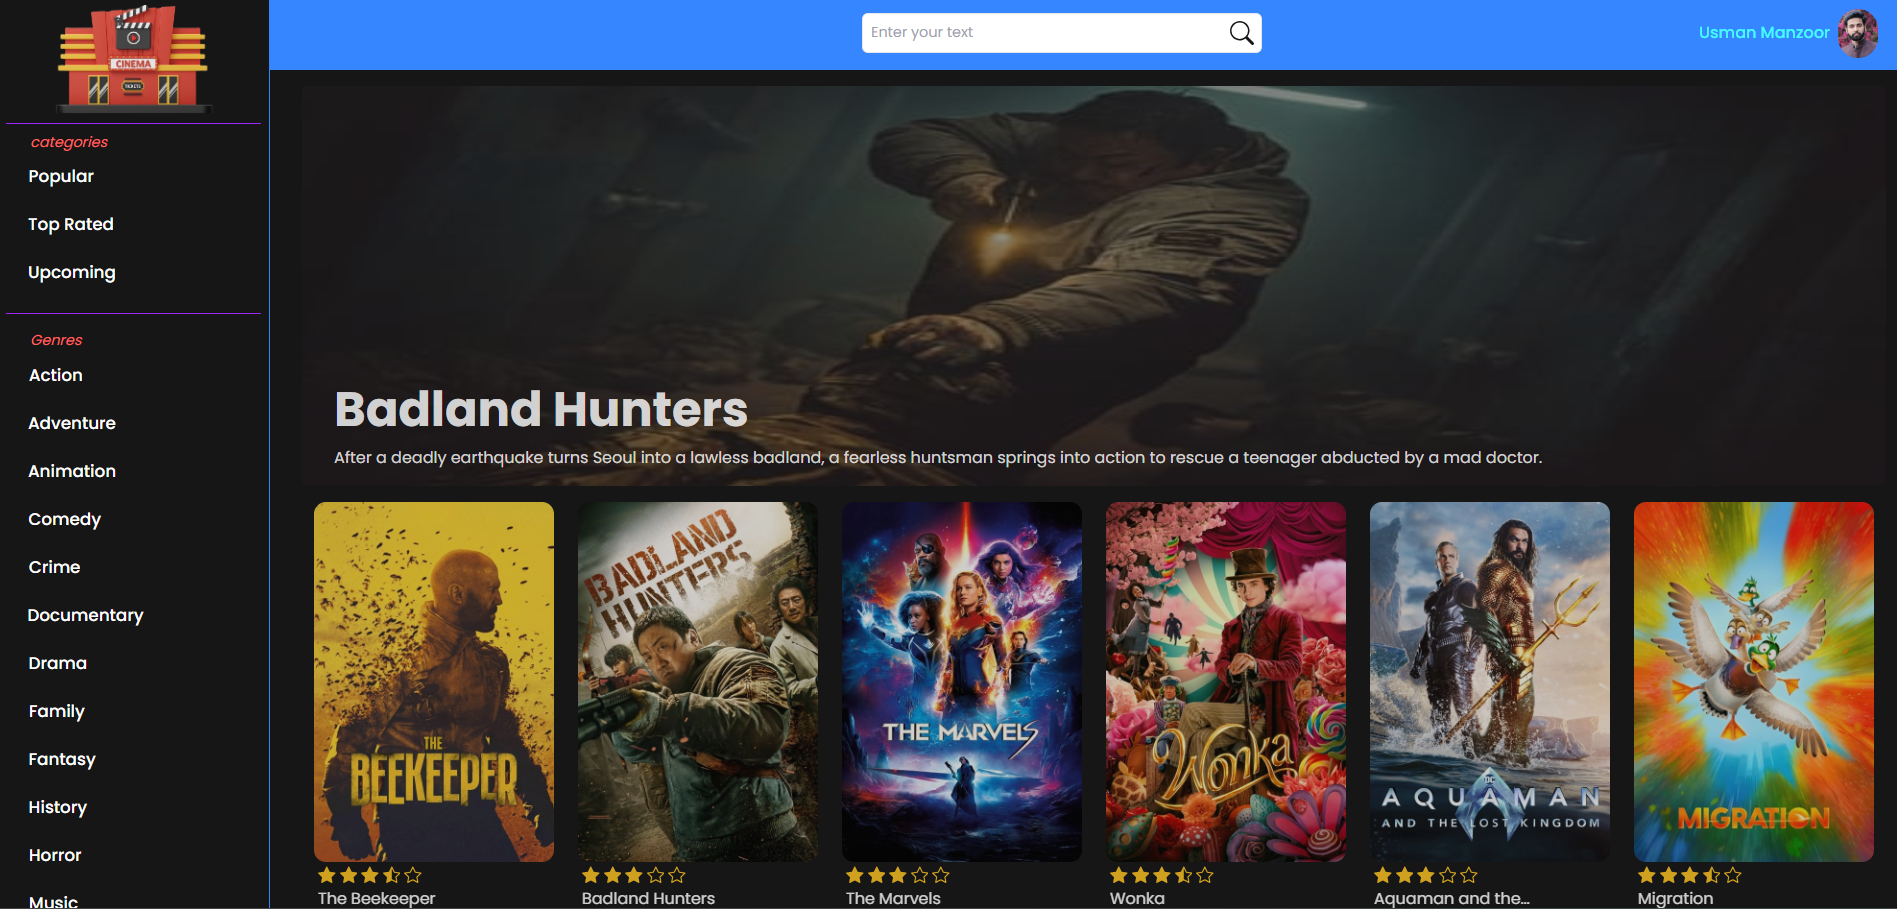 CINEMA
TICKETS
categories
Popular
Top Rated
Upcoming
Genres
Action
Adventure
Animation
Comedy
Crime
Documentary
Drama
Family
Fantasy
History
Horror
Music
Enter your text
Usman Manzoor
Badland Hunters
After a deadly earthquake turns Seoul into a lawless badland, a fearless huntsman springs into action to rescue a teenager abducted by a mad doctor.
THE
BEEKEEPER
The Beekeeper
BADLAND
HUNTERS
Badland Hunters
THE MARVELS
The Marvels
Wonka
Wonka
DC
AQUAMAN
AND THE LOST KINGDOM
Aquaman and the...
MIGRATION
Migration